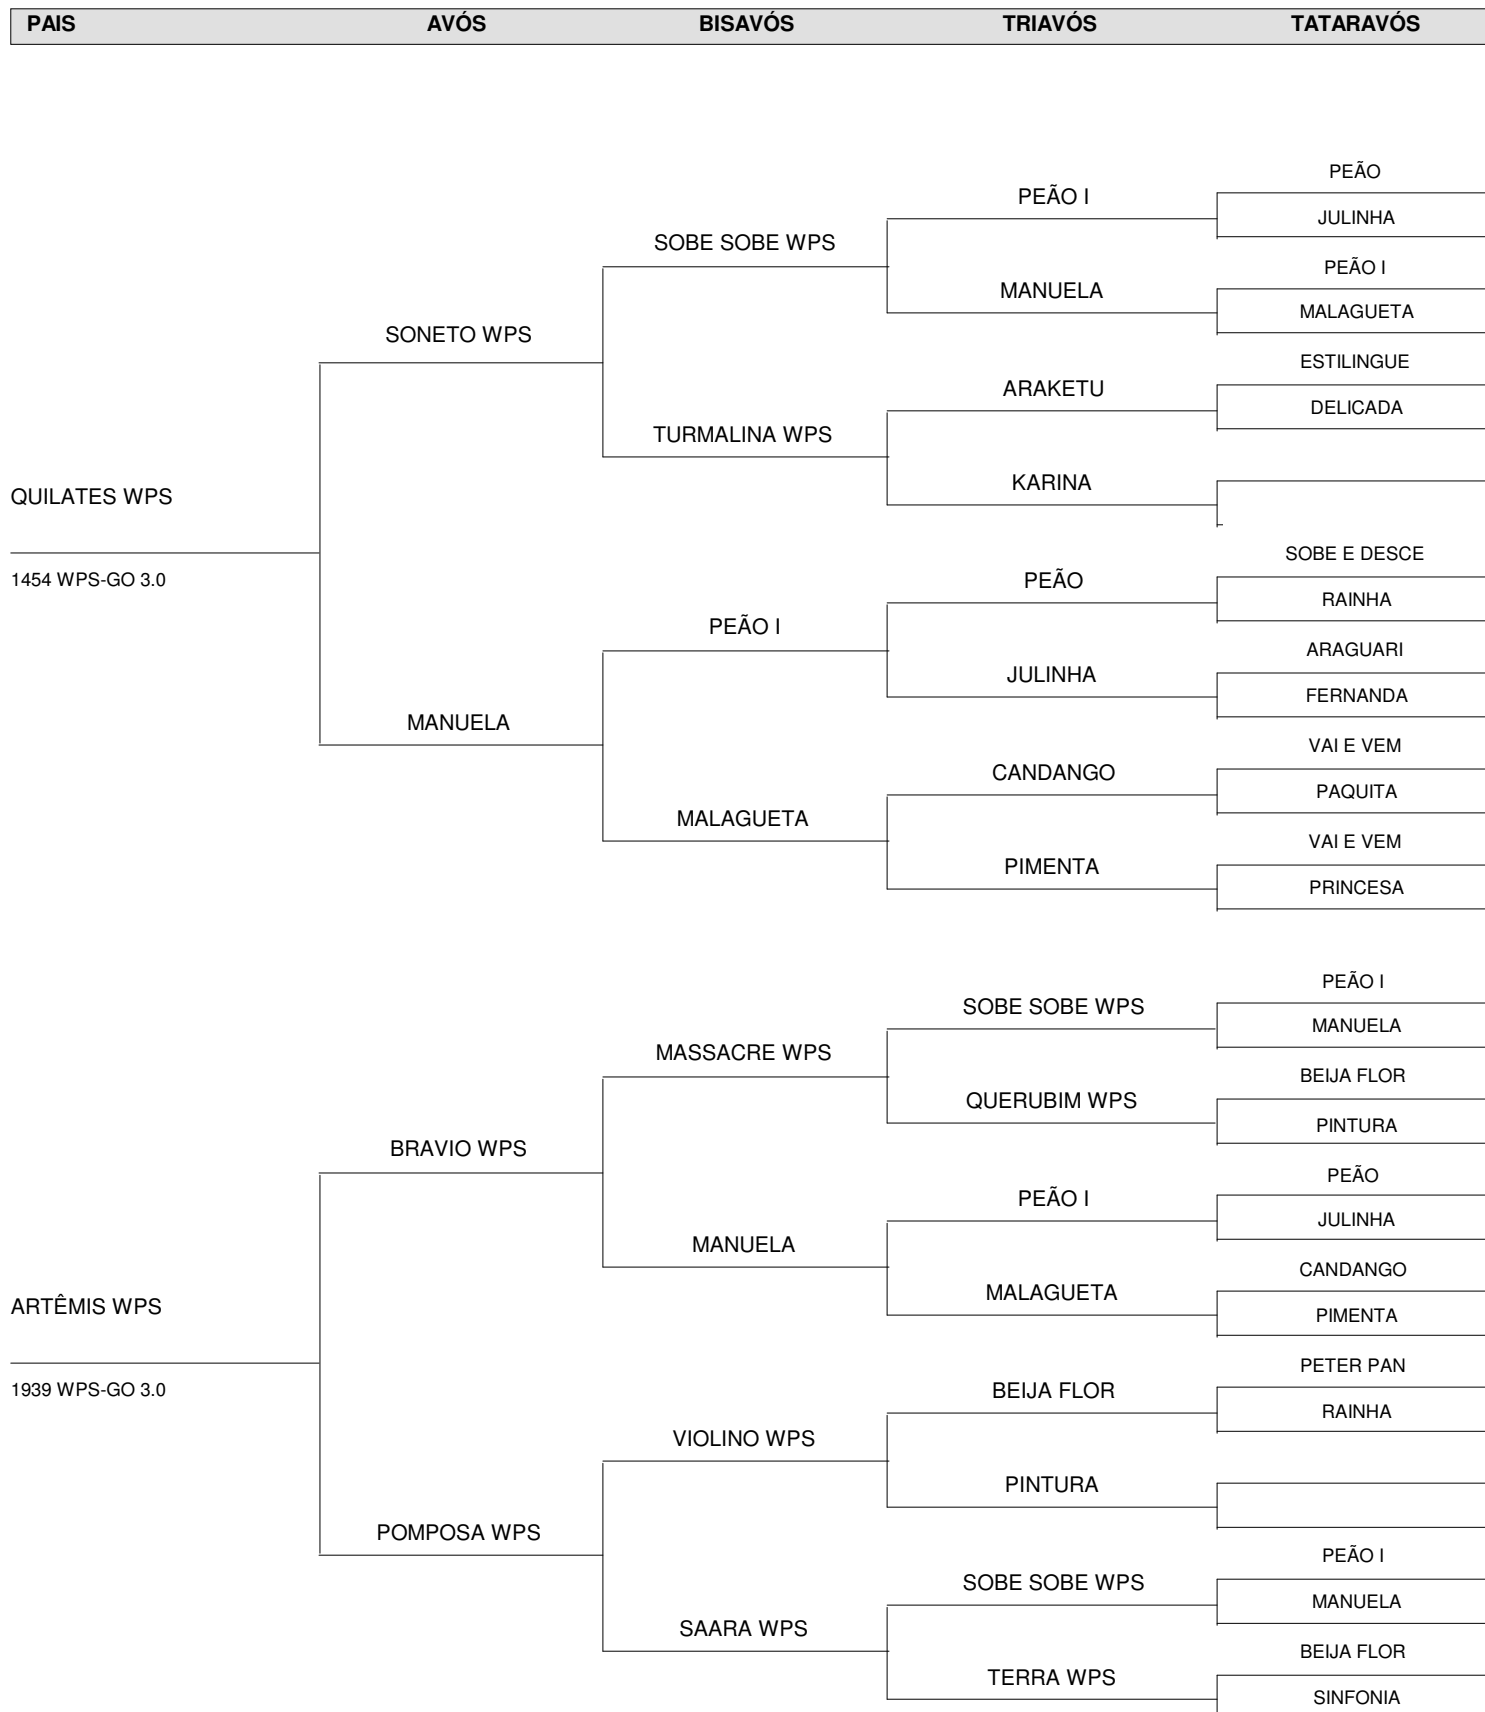 PAIS AVÓS BISAVÓS TRIAVÓS TATARAVÓS
PEÃO
PEÃO I
JULINHA
SOBE SOBE WPS
PEÃO I
MANUELA
MALAGUETA
SONETO WPS
ESTILINGUE
ARAKETU
DELICADA
TURMALINA WPS
KARINA
QUILATES WPS
SOBE E DESCE
1454 WPS-GO 3.0
PEÃO
RAINHA
PEÃO I
ARAGUARI
JULINHA
FERNANDA
MANUELA
VAI E VEM
CANDANGO
PAQUITA
MALAGUETA
VAI E VEM
PIMENTA
PRINCESA
PEÃO I
SOBE SOBE WPS
MANUELA
MASSACRE WPS
BEIJA FLOR
QUERUBIM WPS
PINTURA
BRAVIO WPS
PEÃO
PEÃO I
JULINHA
MANUELA
CANDANGO
MALAGUETA
PIMENTA
ARTÊMIS WPS
PETER PAN
1939 WPS-GO 3.0
BEIJA FLOR
RAINHA
VIOLINO WPS
PINTURA
POMPOSA WPS
PEÃO I
SOBE SOBE WPS
MANUELA
SAARA WPS
BEIJA FLOR
TERRA WPS
SINFONIA